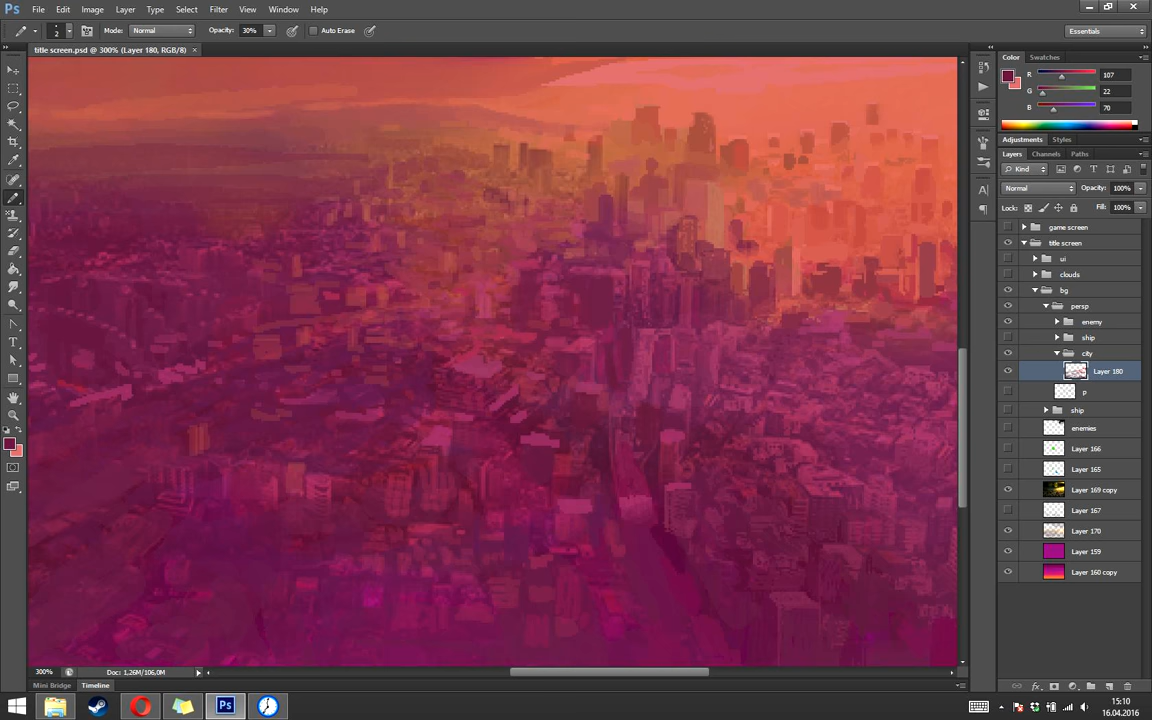 Ps File Edit Image Layer Type Select Filter View Window Help
2 Mode: Normal Opacity: 30% Auto Erase Essentials
title screen.psd @ 300% (Layer 180, RGB/8) ×
Color Swatches
R 107
G 22
B 70
Adjustments Styles
Layers Channels Paths
Kind
Normal Opacity: 100%
Lock: Fill: 100%
game screen
title screen
ui
clouds
bg
persp
enemy
ship
city
Layer 180
p
ship
enemies
Layer 166
Layer 165
Layer 169 copy
Layer 167
Layer 170
Layer 159
Layer 160 copy
300% Doc: 1,26M/106,0M
Mini Bridge Timeline
Ps
15:10
16.04.2016